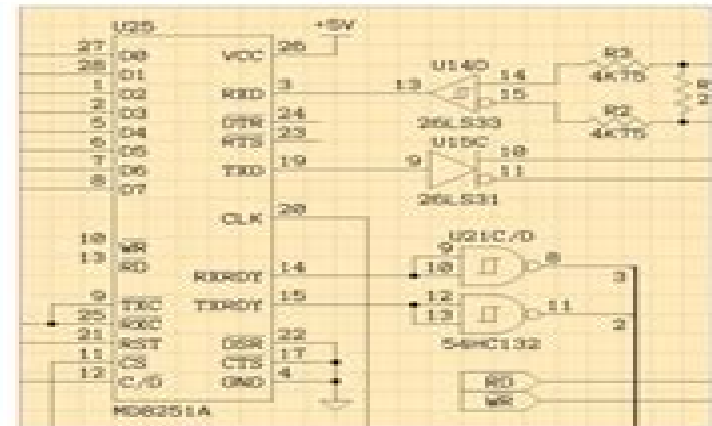 U25
+5V
27 D0 VCC 26
28 D1
1 D2 RXD 3
2 D3 DTR 24
5 D4 RTS 23
6 D5
7 D6 TXD 19
8 D7
CLK 20
10 WR
13 RD
RXRDY 14
9 TXC TXRDY 15
25 RXC
21 RST DSR 22
11 CS CTS 17
12 C/D GND 4
MD8251A
U14D
13 14
15
26LS33
R3
4K75
R2
4K75
R
2
U15C
9 10
11
26LS31
U21C/D
9 8
10
12 11
13
54HC132
3
2
RD
WR